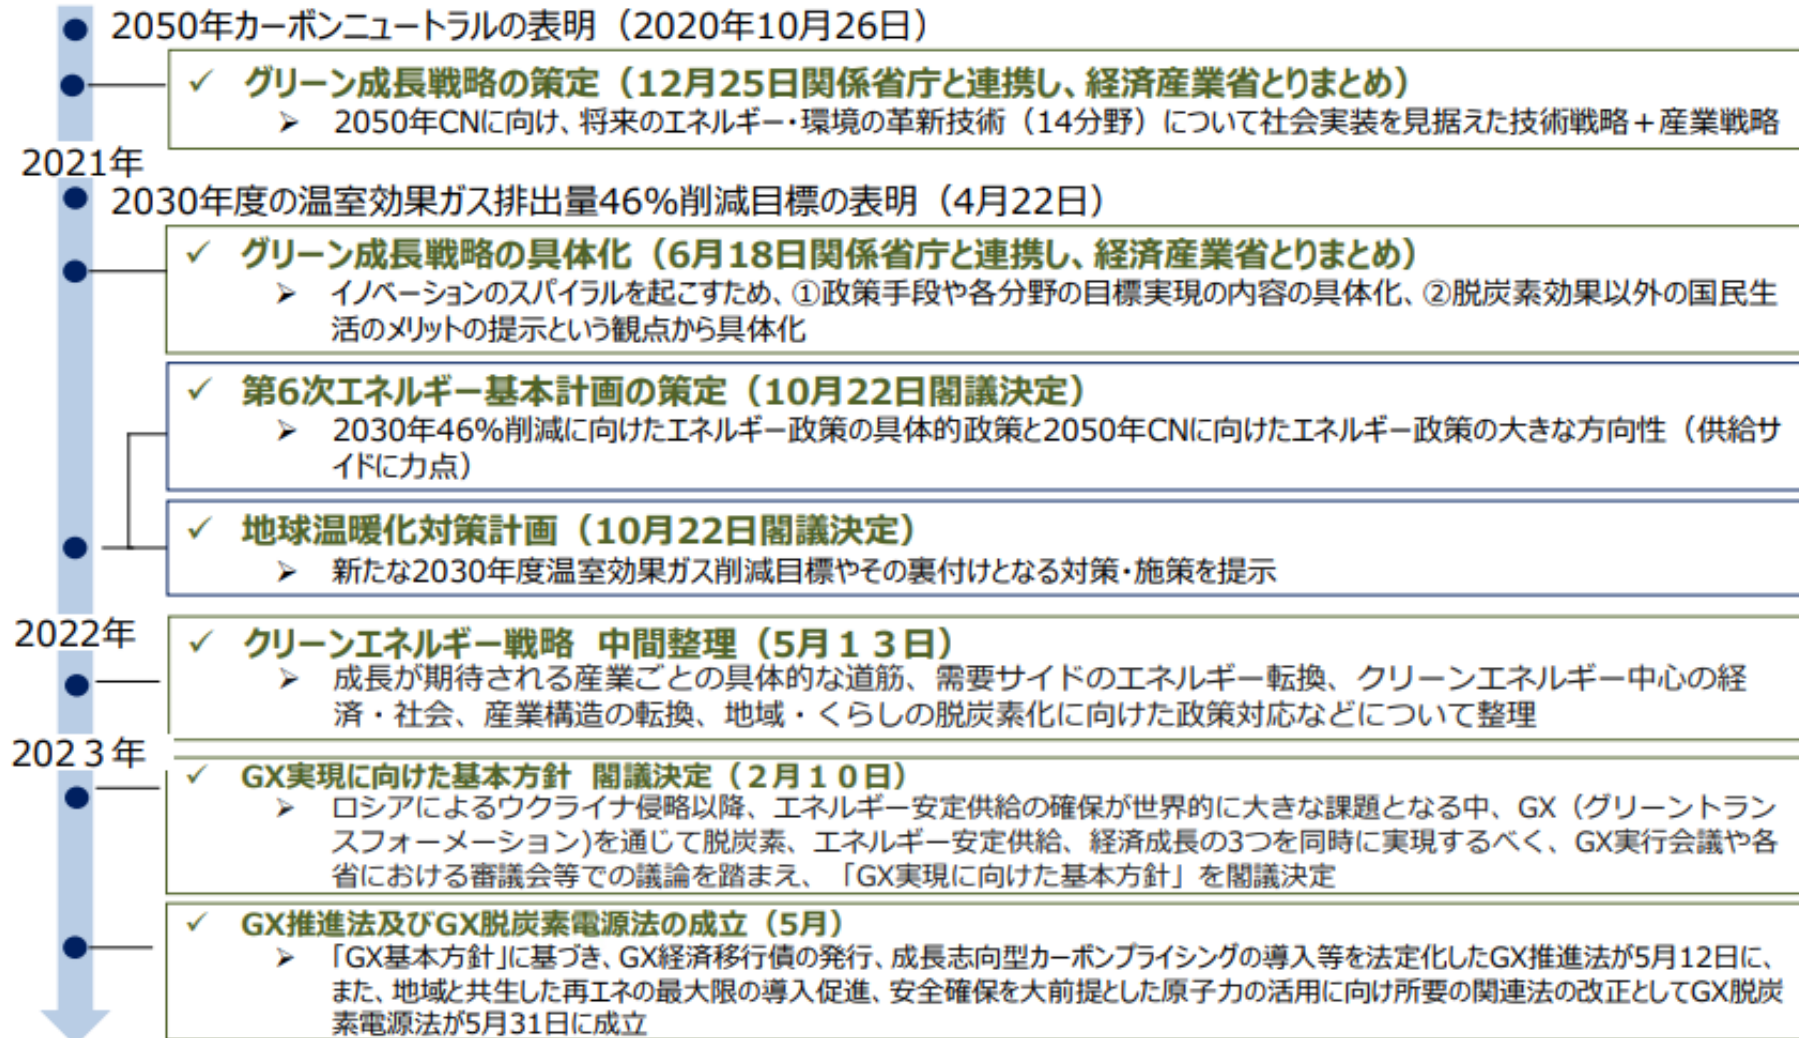 2050年カーボンニュートラルの表明（2020年10月26日）
✓ グリーン成長戦略の策定（12月25日関係省庁と連携し、経済産業省とりまとめ）
➢ 2050年CNに向け、将来のエネルギー・環境の革新技術（14分野）について社会実装を見据えた技術戦略＋産業戦略
2021年
2030年度の温室効果ガス排出量46%削減目標の表明（4月22日）
✓ グリーン成長戦略の具体化（6月18日関係省庁と連携し、経済産業省とりまとめ）
➢ イノベーションのスパイラルを起こすため、①政策手段や各分野の目標実現の内容の具体化、②脱炭素効果以外の国民生
活のメリットの提示という観点から具体化
✓ 第6次エネルギー基本計画の策定（10月22日閣議決定）
➢ 2030年46%削減に向けたエネルギー政策の具体的政策と2050年CNに向けたエネルギー政策の大きな方向性（供給サ
イドに力点）
✓ 地球温暖化対策計画（10月22日閣議決定）
➢ 新たな2030年度温室効果ガス削減目標やその裏付けとなる対策・施策を提示
2022年
✓ クリーンエネルギー戦略 中間整理（5月１３日）
➢ 成長が期待される産業ごとの具体的な道筋、需要サイドのエネルギー転換、クリーンエネルギー中心の経
済・社会、産業構造の転換、地域・くらしの脱炭素化に向けた政策対応などについて整理
202３年
✓ GX実現に向けた基本方針 閣議決定（２月１０日）
➢ ロシアによるウクライナ侵略以降、エネルギー安定供給の確保が世界的に大きな課題となる中、GX（グリーントラン
スフォーメーション)を通じて脱炭素、エネルギー安定供給、経済成長の3つを同時に実現するべく、GX実行会議や各
省における審議会等での議論を踏まえ、「GX実現に向けた基本方針」を閣議決定
✓ GX推進法及びGX脱炭素電源法の成立（5月）
➢ 「GX基本方針」に基づき、GX経済移行債の発行、成長志向型カーボンプライシングの導入等を法定化したGX推進法が5月12日に、
また、地域と共生した再エネの最大限の導入促進、安全確保を大前提とした原子力の活用に向け所要の関連法の改正としてGX脱炭
素電源法が5月31日に成立